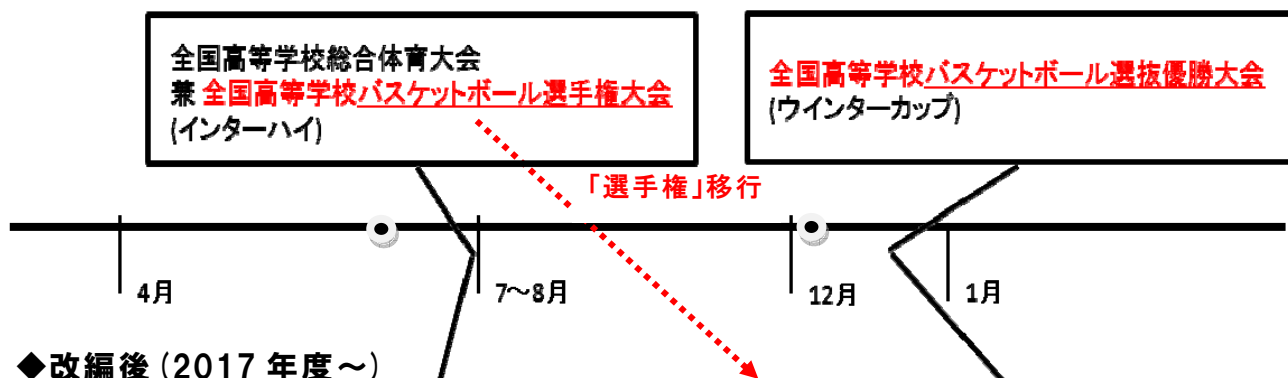 全国高等学校総合体育大会
兼 全国高等学校バスケットボール選手権大会
(インターハイ)
全国高等学校バスケットボール選抜優勝大会
(ウインターカップ)
「選手権」移行
4月
7～8月
12月
1月
◆改編後(2017年度～)